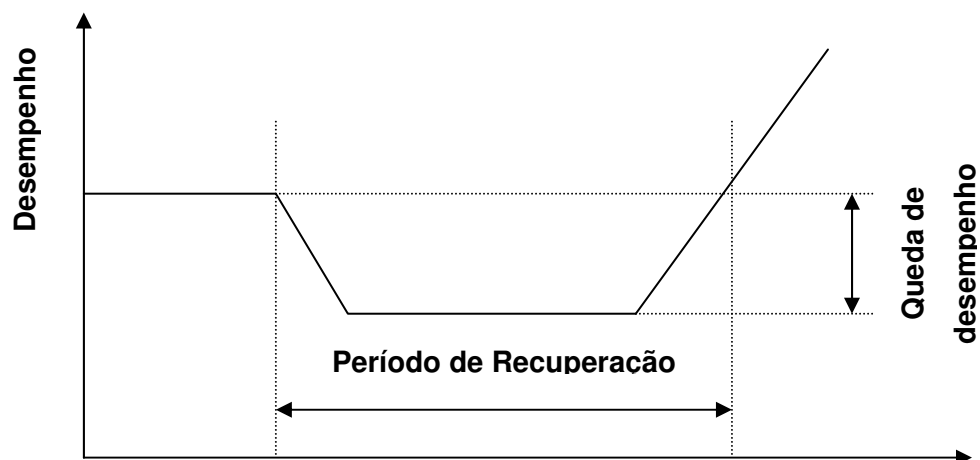 Desempenho
Período de Recuperação
Queda de
desempenho